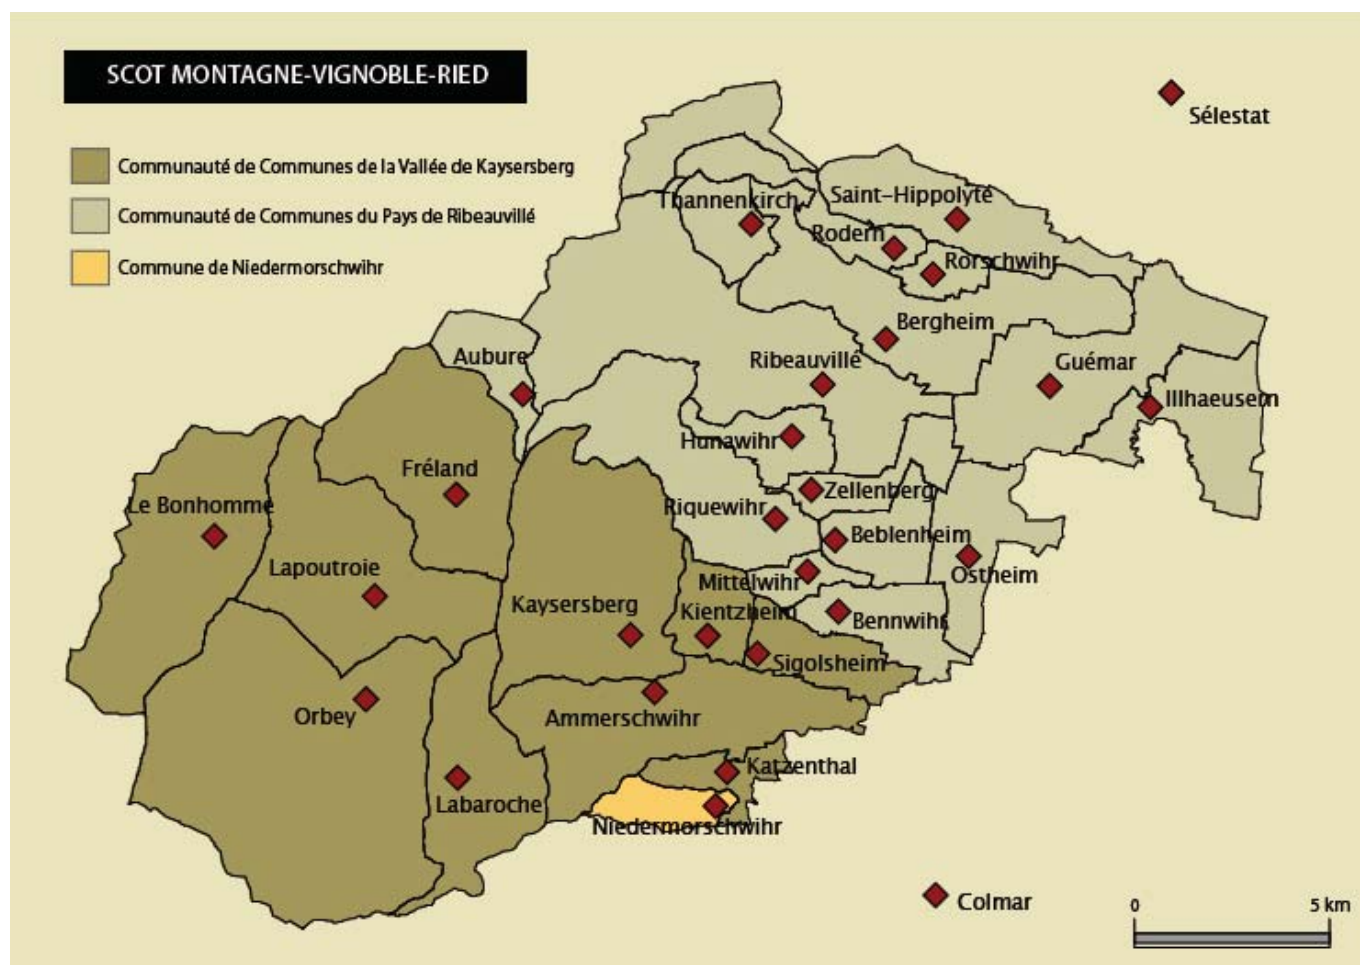 SCOT MONTAGNE-VIGNOBLE-RIED
Communauté de Communes de la Vallée de Kaysersberg
Communauté de Communes du Pays de Ribeauvillé
Commune de Niedermorschwihr
Sélestat
Saint-Hippolyte
Thannenkirch
Rodern
Rorschwihr
Bergheim
Aubure
Ribeauvillé
Guémar
Illhaeusern
Hunawihr
Fréland
Zellenberg
Le Bonhomme
Riquewihr
Beblenheim
Lapoutroie
Mittelwihr
Ostheim
Kaysersberg
Kientzheim
Bennwihr
Sigolsheim
Orbey
Ammerschwihr
Katzenthal
Labaroche
Niedermorschwihr
Colmar
0 5 km